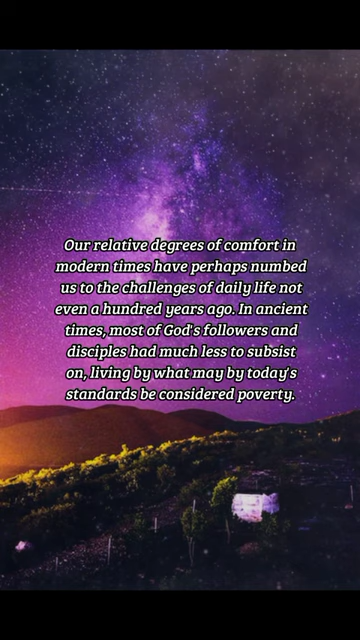 Our relative degrees of comfort in
modern times have perhaps numbed
us to the challenges of daily life not
even a hundred years ago. In ancient
times, most of God's followers and
disciples had much less to subsist
on, living by what may by today's
standards be considered poverty.